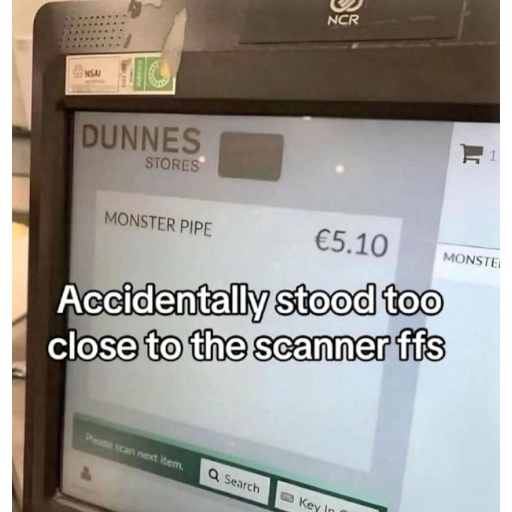 NCR
NSAI
DUNNES
STORES
1
MONSTER PIPE
€5.10
MONSTE
Accidentally stood too
close to the scanner ffs
Please scan next item.
Search
Key In